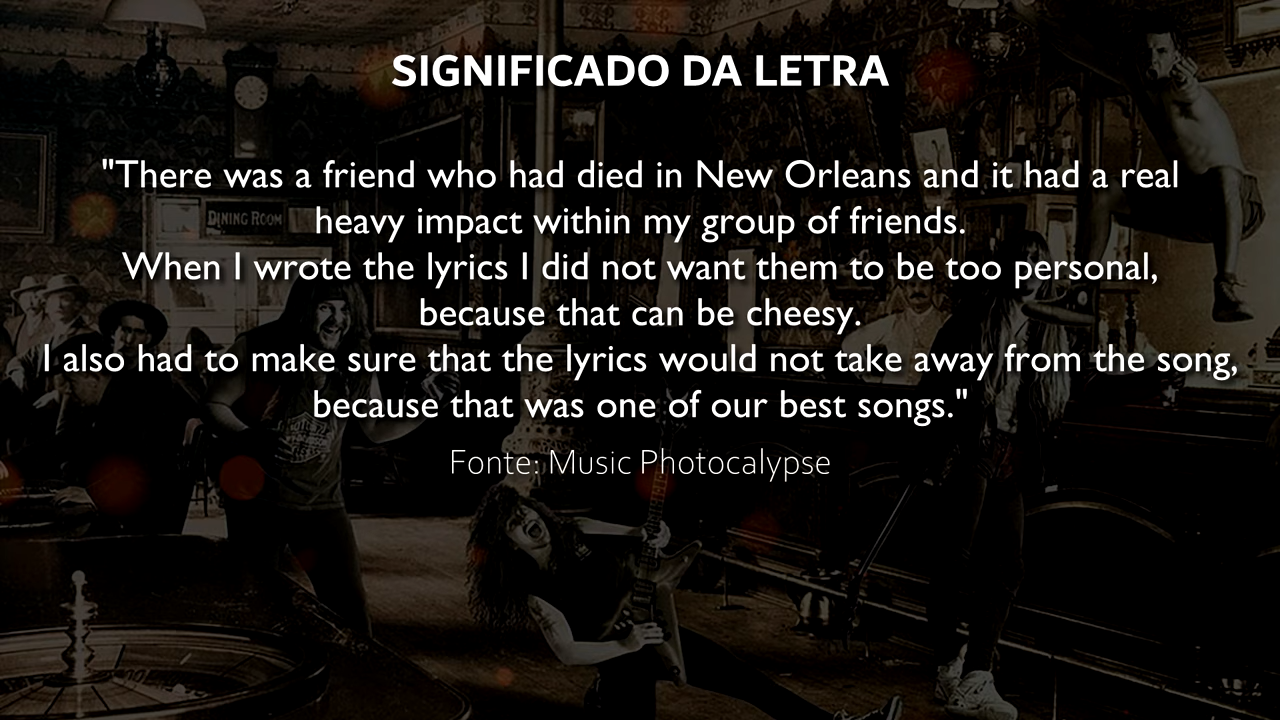 SIGNIFICADO DA LETRA
"There was a friend who had died in New Orleans and it had a real
heavy impact within my group of friends.
When I wrote the lyrics I did not want them to be too personal,
because that can be cheesy.
I also had to make sure that the lyrics would not take away from the song,
because that was one of our best songs."
Fonte: Music Photocalypse
DINING ROOM